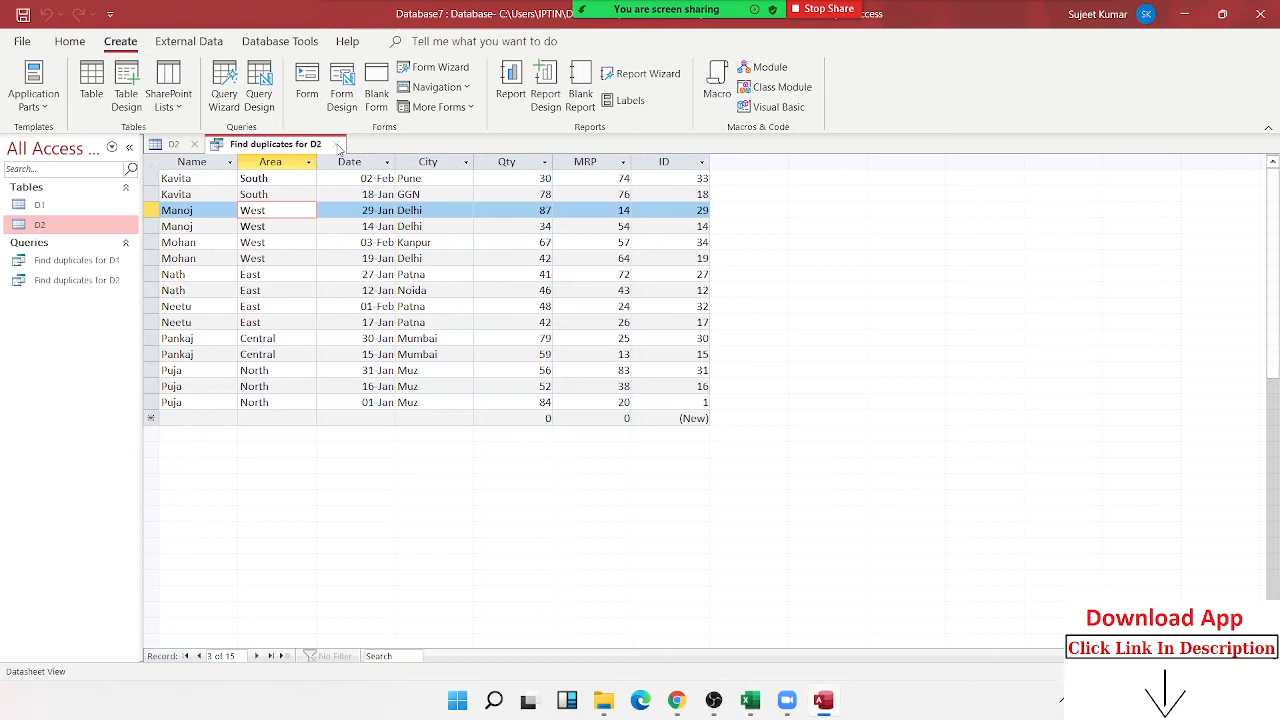 Database7 : Database- C:\Users\IPTIN\D
You are screen sharing
Stop Share
ccess
Sujeet Kumar
SK
File Home Create External Data Database Tools Help Tell me what you want to do
Application Parts
Templates
Table
Table Design
SharePoint Lists
Tables
Query Wizard
Query Design
Queries
Form
Form Design
Blank Form
Form Wizard
Navigation
More Forms
Forms
Report
Report Design
Blank Report
Report Wizard
Labels
Reports
Macro
Module
Class Module
Visual Basic
Macros & Code
All Access ...
Search...
Tables
D1
D2
Queries
Find duplicates for D1
Find duplicates for D2
D2 Find duplicates for D2
Name Area Date City Qty MRP ID
Kavita South 02-Feb Pune 30 74 33
Kavita South 18-Jan GGN 78 76 18
Manoj West 29-Jan Delhi 87 14 29
Manoj West 14-Jan Delhi 34 54 14
Mohan West 03-Feb Kanpur 67 57 34
Mohan West 19-Jan Delhi 42 64 19
Nath East 27-Jan Patna 41 72 27
Nath East 12-Jan Noida 46 43 12
Neetu East 01-Feb Patna 48 24 32
Neetu East 17-Jan Patna 42 26 17
Pankaj Central 30-Jan Mumbai 79 25 30
Pankaj Central 15-Jan Mumbai 59 13 15
Puja North 31-Jan Muz 56 83 31
Puja North 16-Jan Muz 52 38 16
Puja North 01-Jan Muz 84 20 1
0 0 (New)
Download App
Click Link In Description
Record: 3 of 15 No Filter Search
Datasheet View